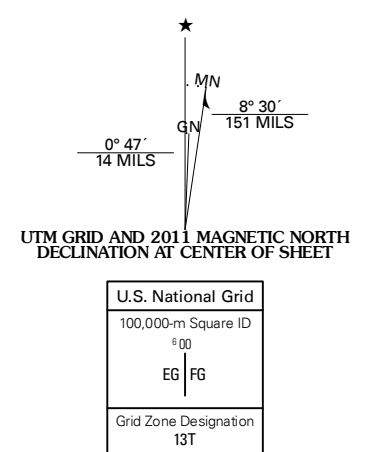 ★
MN
GN
0° 47´
14 MILS
8° 30´
151 MILS
UTM GRID AND 2011 MAGNETIC NORTH
DECLINATION AT CENTER OF SHEET
U.S. National Grid
100,000-m Square ID
6 00
EG FG
Grid Zone Designation
13T